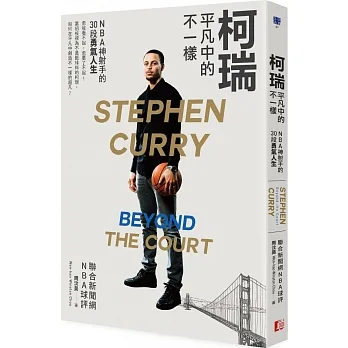 柯瑞
平凡中的
不一樣
NBA神射手的
30段勇氣人生
STEPHEN
CURRY
BEYOND
THE COURT
聯合新聞網
NBA球評
柯瑞
平凡中的
不一樣
NBA神射手的
30段勇氣人生
STEPHEN
CURRY
Beyond the Court
聯合新聞網
NBA球評